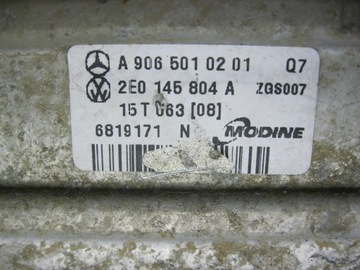 A 906 501 02 01 Q7
2E0 145 804 A ZGS007
15 T 063 [08]
6819171 N MODINE